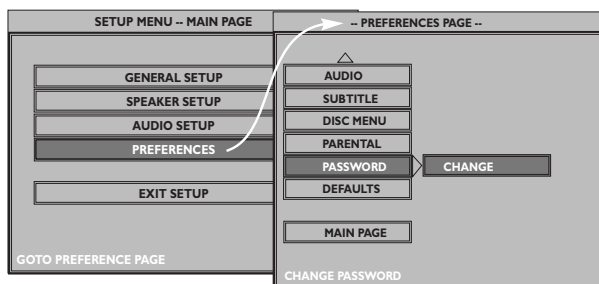 SETUP MENU -- MAIN PAGE
GENERAL SETUP
SPEAKER SETUP
AUDIO SETUP
PREFERENCES
EXIT SETUP
GOTO PREFERENCE PAGE
-- PREFERENCES PAGE --
AUDIO
SUBTITLE
DISC MENU
PARENTAL
PASSWORD CHANGE
DEFAULTS
MAIN PAGE
CHANGE PASSWORD